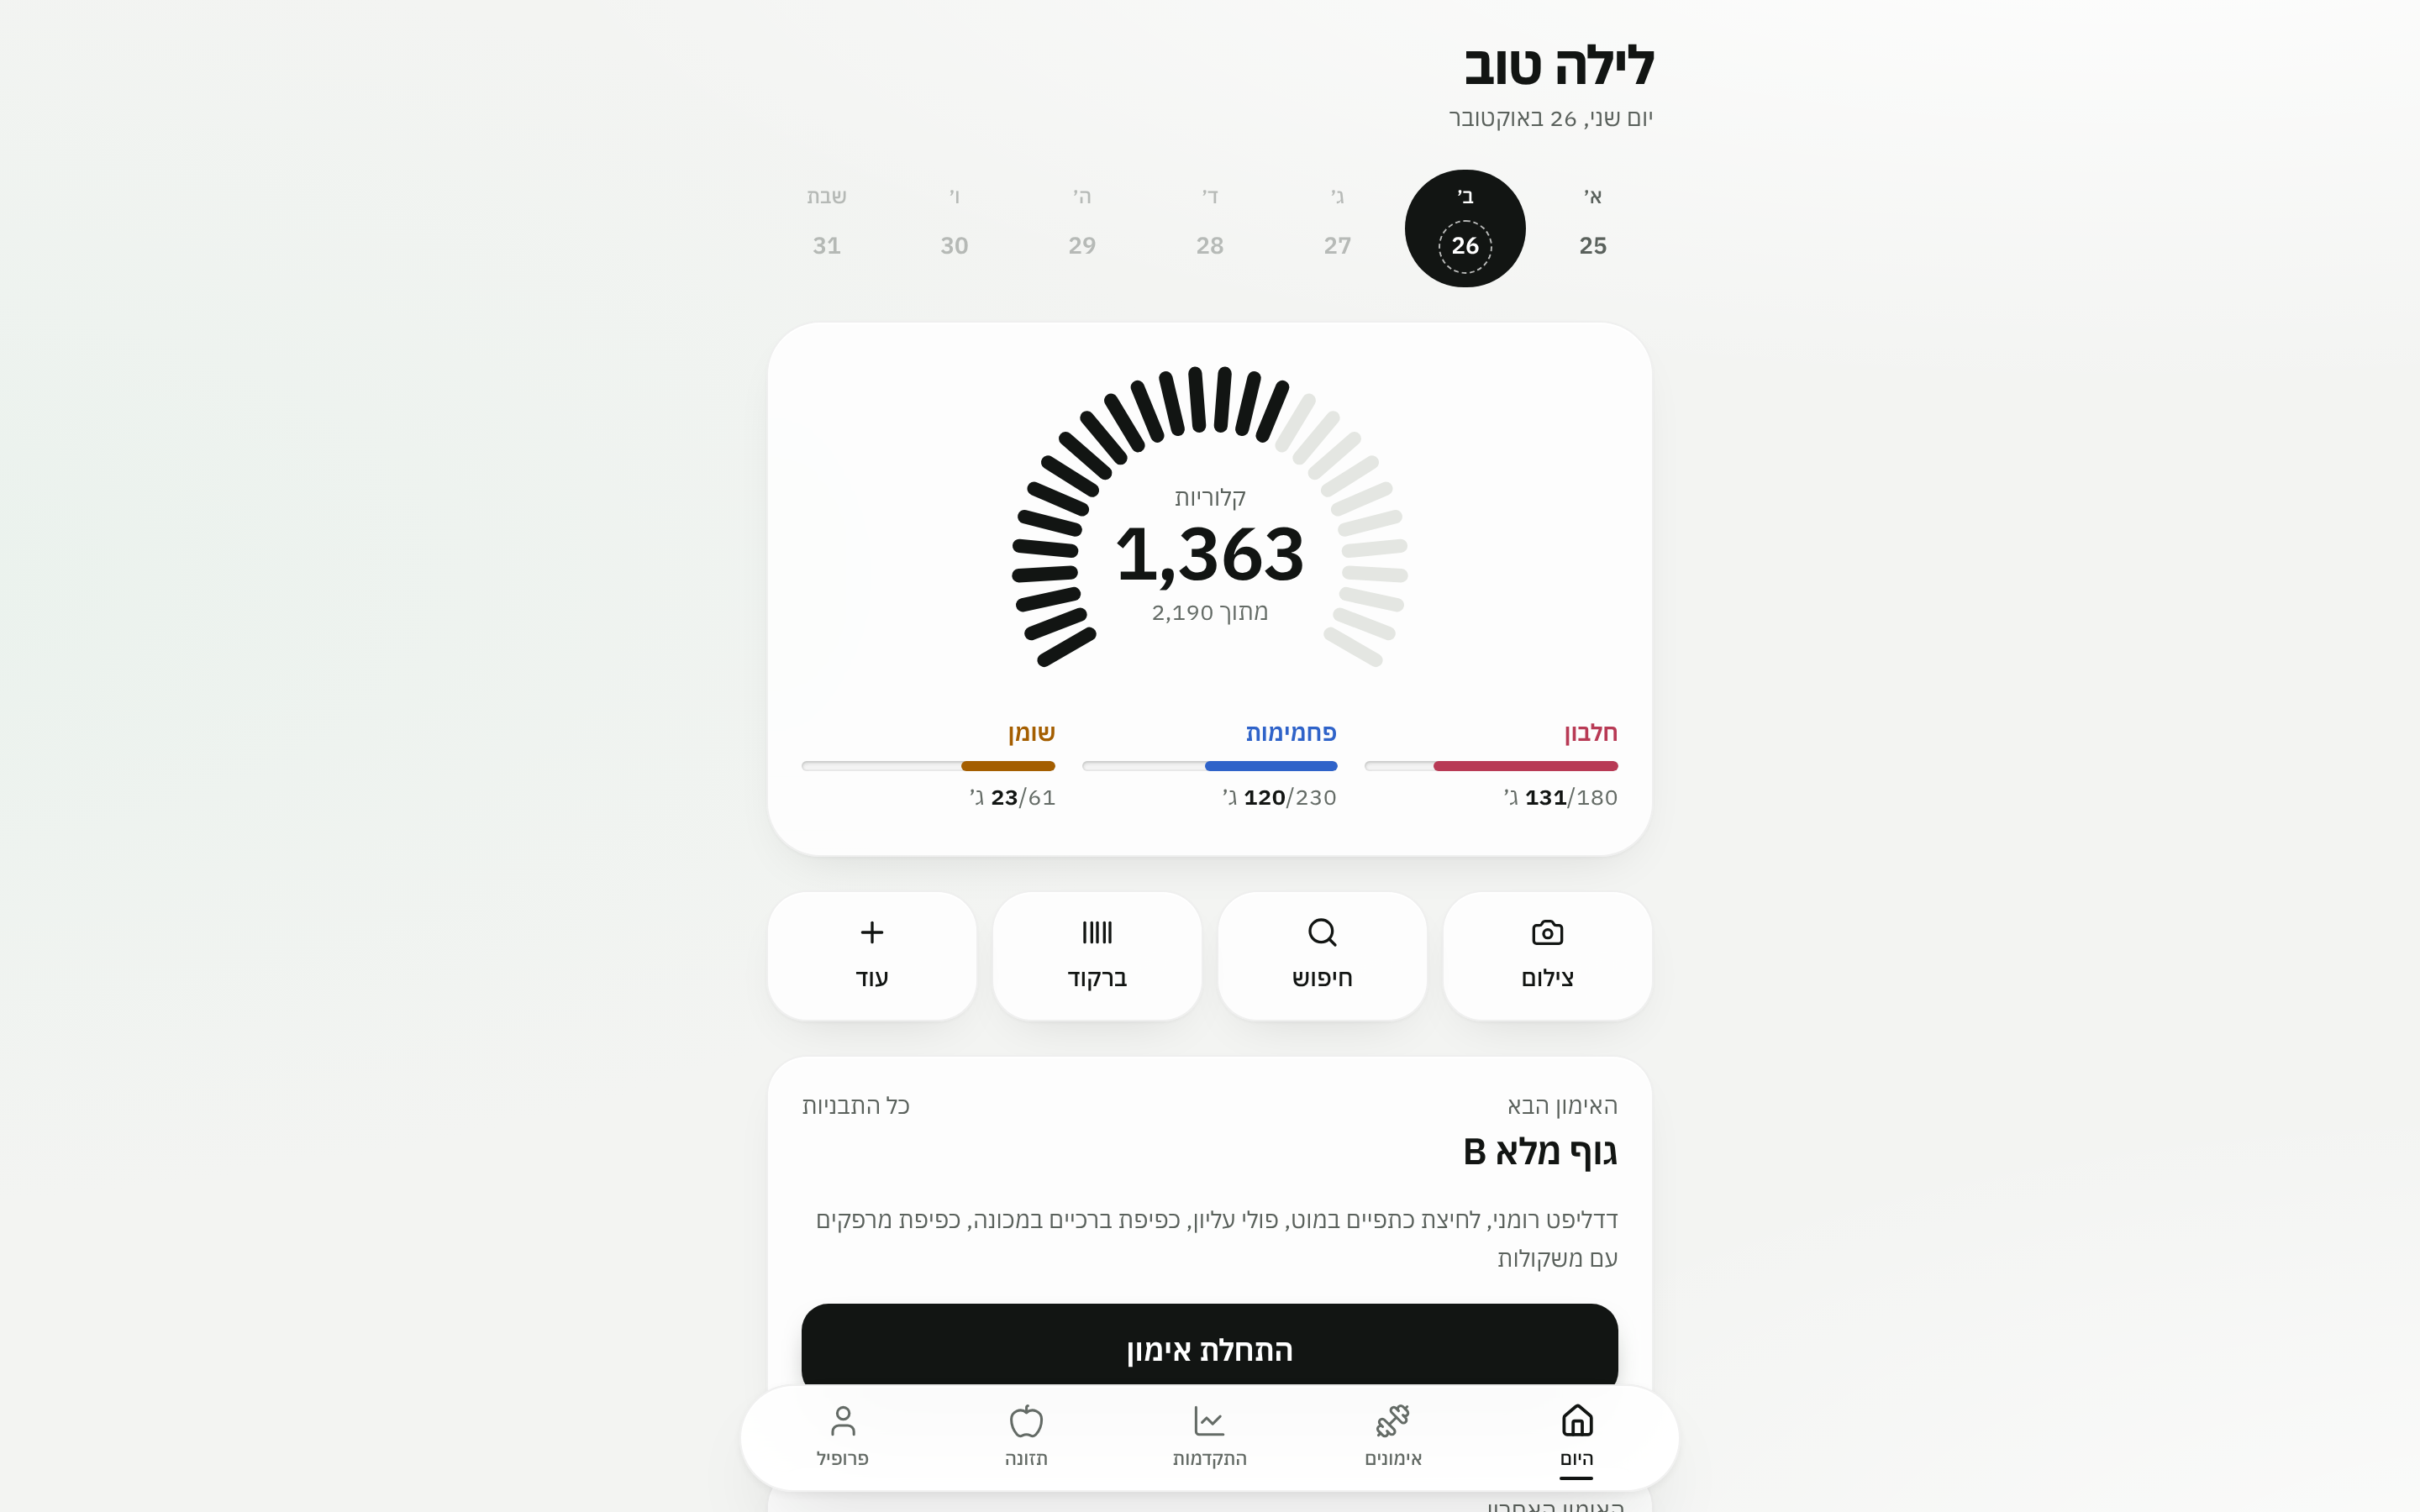 לילה טוב
יום שני, 26 באוקטובר
א׳ ב׳ ג׳ ד׳ ה׳ ו׳ שבת
25 26 27 28 29 30 31
קלוריות
1,363
מתוך 2,190
חלבון פחמימות שומן
131/180 ג׳ 120/230 ג׳ 23/61 ג׳
צילום חיפוש ברקוד עוד
האימון הבא כל התבניות
גוף מלא B
דדליפט רומני, לחיצת כתפיים במוט, פולי עליון, כפיפת ברכיים במכונה, כפיפת מרפקים
עם משקולות
התחלת אימון
היום אימונים התקדמות תזונה פרופיל
האימון האחרון